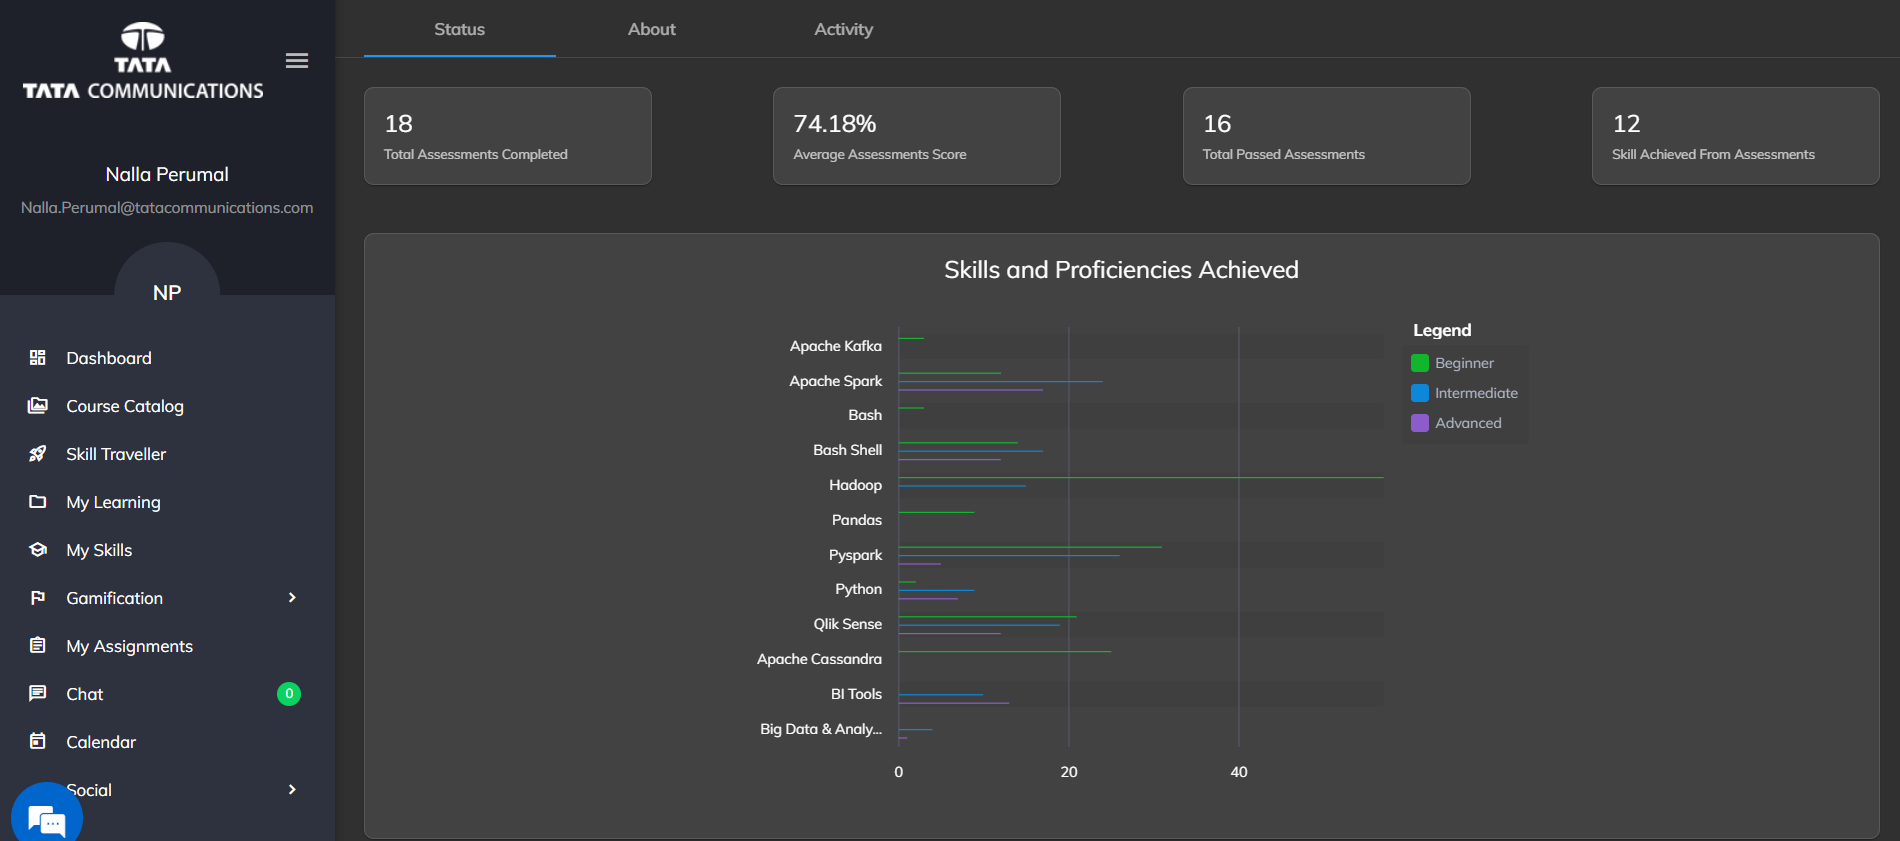 TATA
TATA COMMUNICATIONS
Nalla Perumal
Nalla.Perumal@tatacommunications.com
NP
Dashboard
Course Catalog
Skill Traveller
My Learning
My Skills
Gamification
My Assignments
Chat
0
Calendar
Social
Status
About
Activity
18
Total Assessments Completed
74.18%
Average Assessments Score
16
Total Passed Assessments
12
Skill Achieved From Assessments
Skills and Proficiencies Achieved
Apache Kafka
Apache Spark
Bash
Bash Shell
Hadoop
Pandas
Pyspark
Python
Qlik Sense
Apache Cassandra
BI Tools
Big Data & Analy...
0
20
40
Legend
Beginner
Intermediate
Advanced